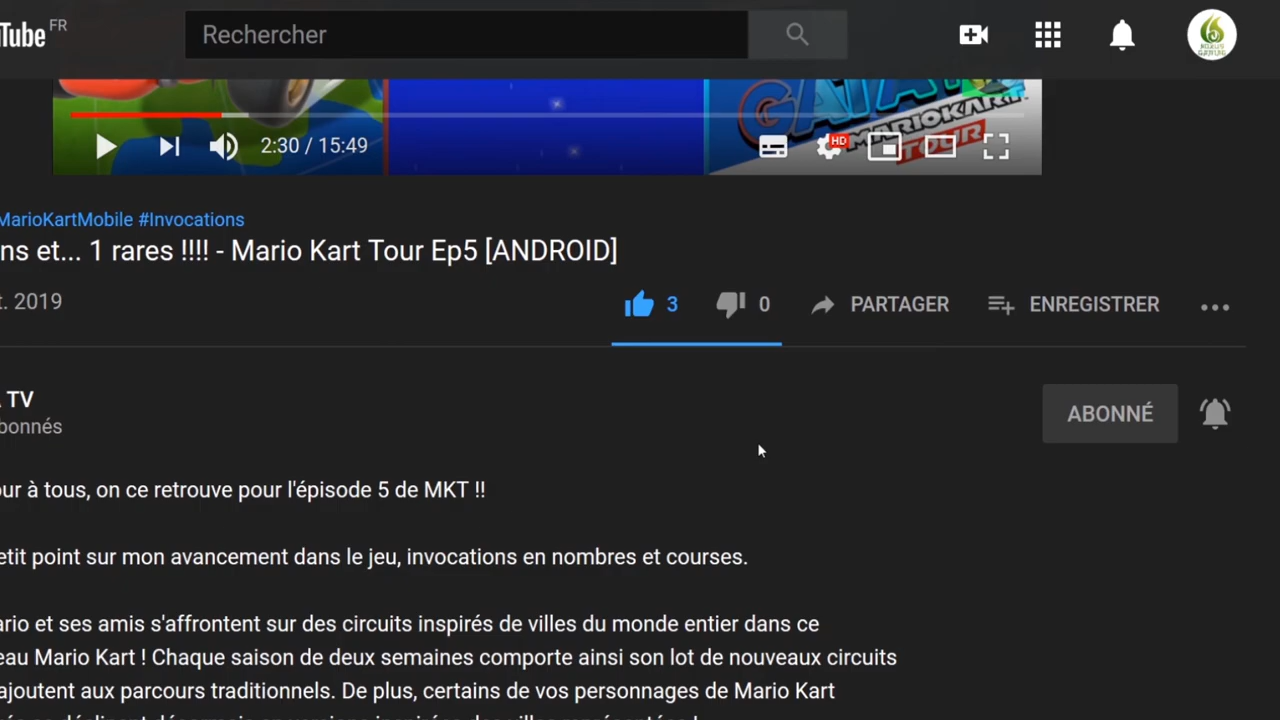 Tube FR
Rechercher
MARIOKART
TOUR
2:30 / 15:49
HD
MarioKartMobile #Invocations
ns et... 1 rares !!!! - Mario Kart Tour Ep5 [ANDROID]
t. 2019
3
0
PARTAGER
ENREGISTRER
TV
bonnés
ABONNÉ
ur à tous, on ce retrouve pour l'épisode 5 de MKT !!
etit point sur mon avancement dans le jeu, invocations en nombres et courses.
ario et ses amis s'affrontent sur des circuits inspirés de villes du monde entier dans ce
eau Mario Kart ! Chaque saison de deux semaines comporte ainsi son lot de nouveaux circuits
ajoutent aux parcours traditionnels. De plus, certains de vos personnages de Mario Kart